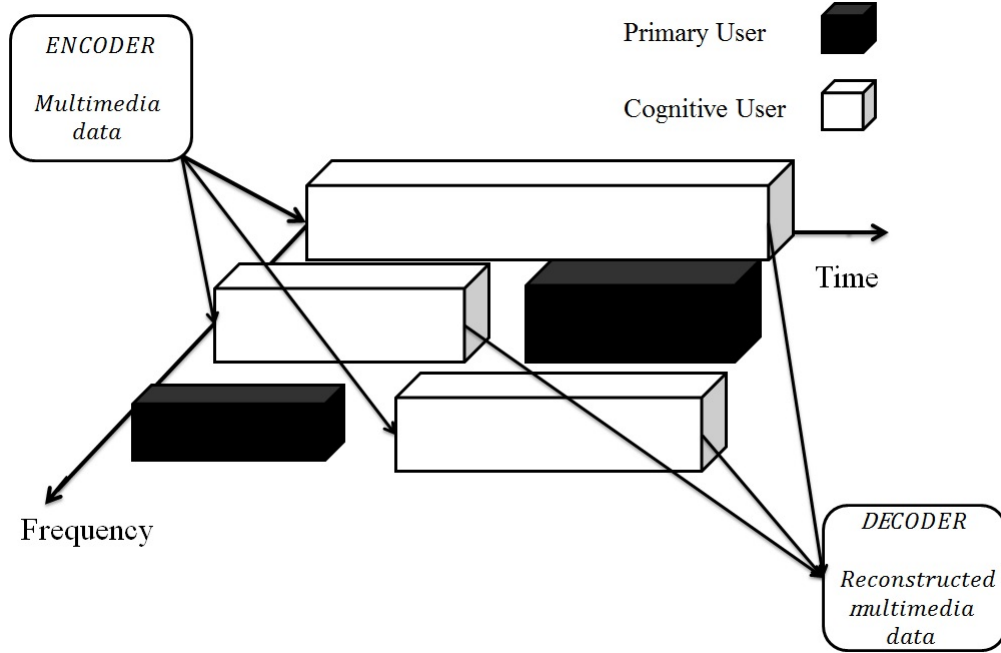 ENCODER
Multimedia
data
Primary User
Cognitive User
Time
Frequency
DECODER
Reconstructed
multimedia
data